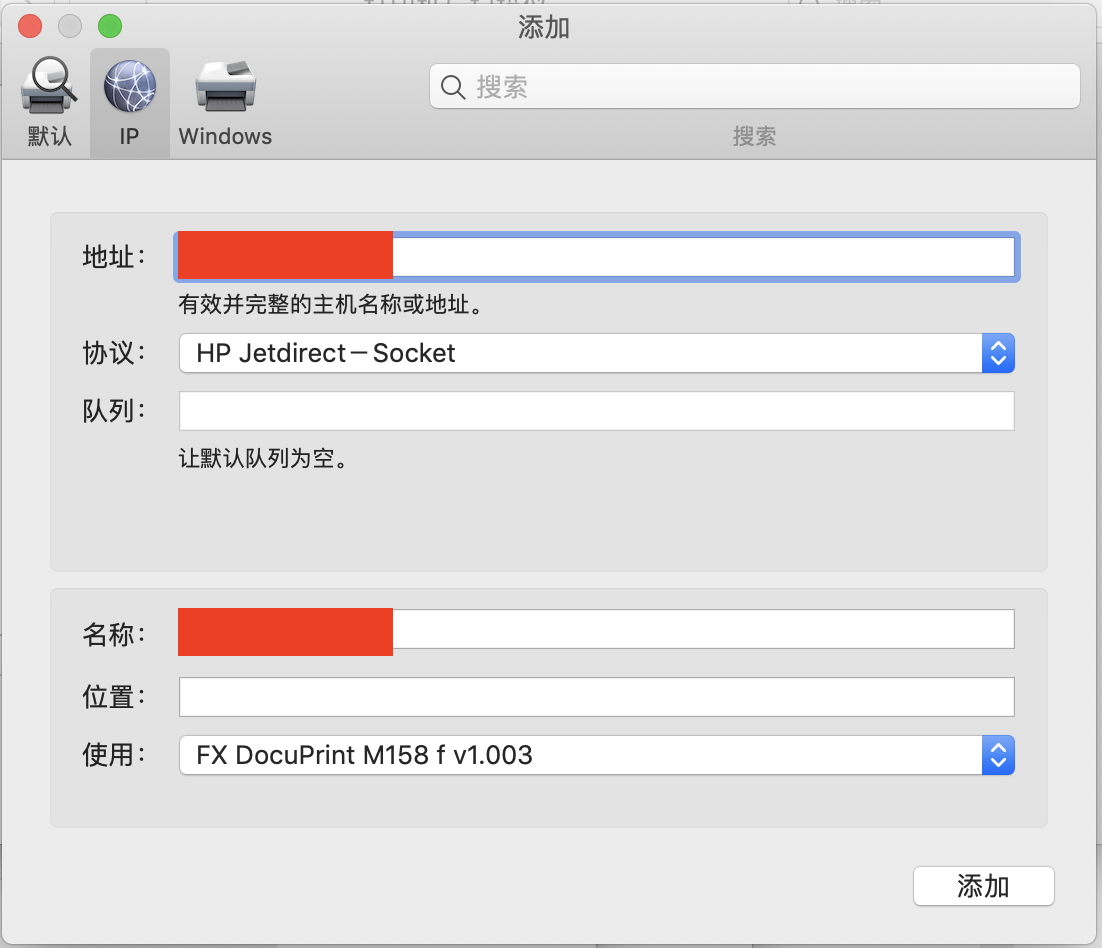 添加
默认
IP
Windows
搜索
搜索
地址：
有效并完整的主机名称或地址。
协议：
HP Jetdirect－Socket
队列：
让默认队列为空。
名称：
位置：
使用：
FX DocuPrint M158 f v1.003
添加